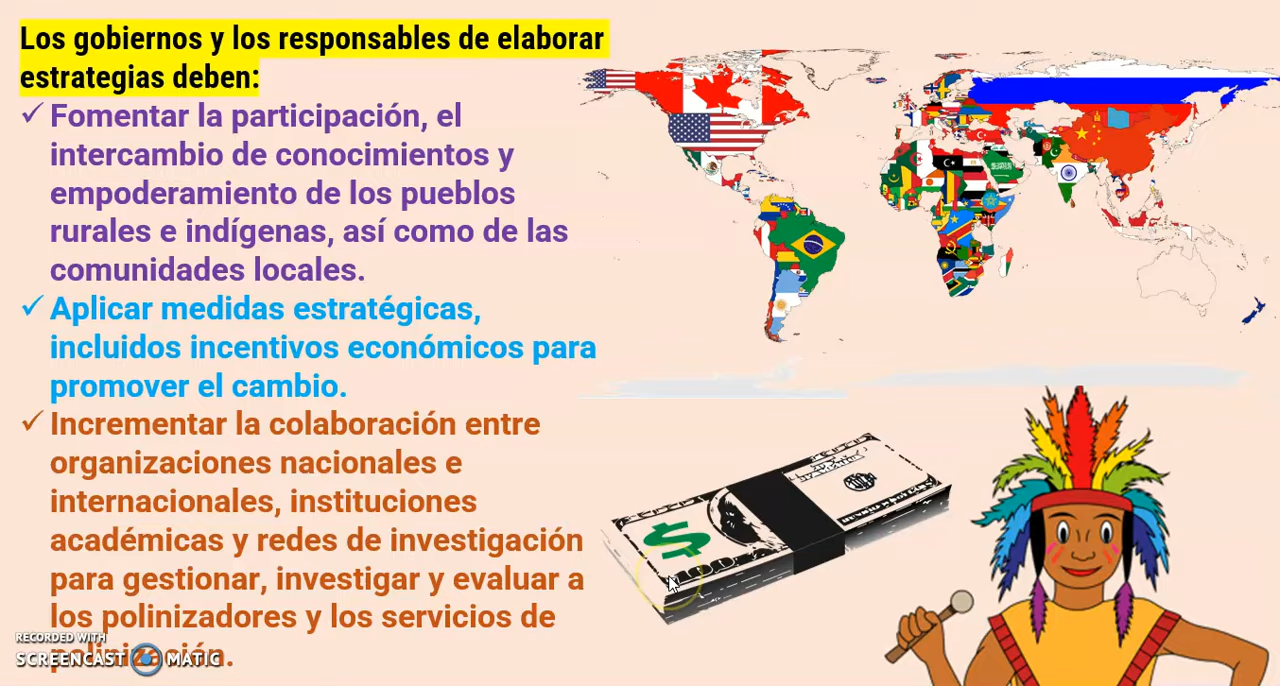 Los gobiernos y los responsables de elaborar
estrategias deben:
✓ Fomentar la participación, el
intercambio de conocimientos y
empoderamiento de los pueblos
rurales e indígenas, así como de las
comunidades locales.
✓ Aplicar medidas estratégicas,
incluidos incentivos económicos para
promover el cambio.
✓ Incrementar la colaboración entre
organizaciones nacionales e
internacionales, instituciones
académicas y redes de investigación
para gestionar, investigar y evaluar a
los polinizadores y los servicios de
polinización.
RECORDED WITH
SCREENCAST MATIC
$
100